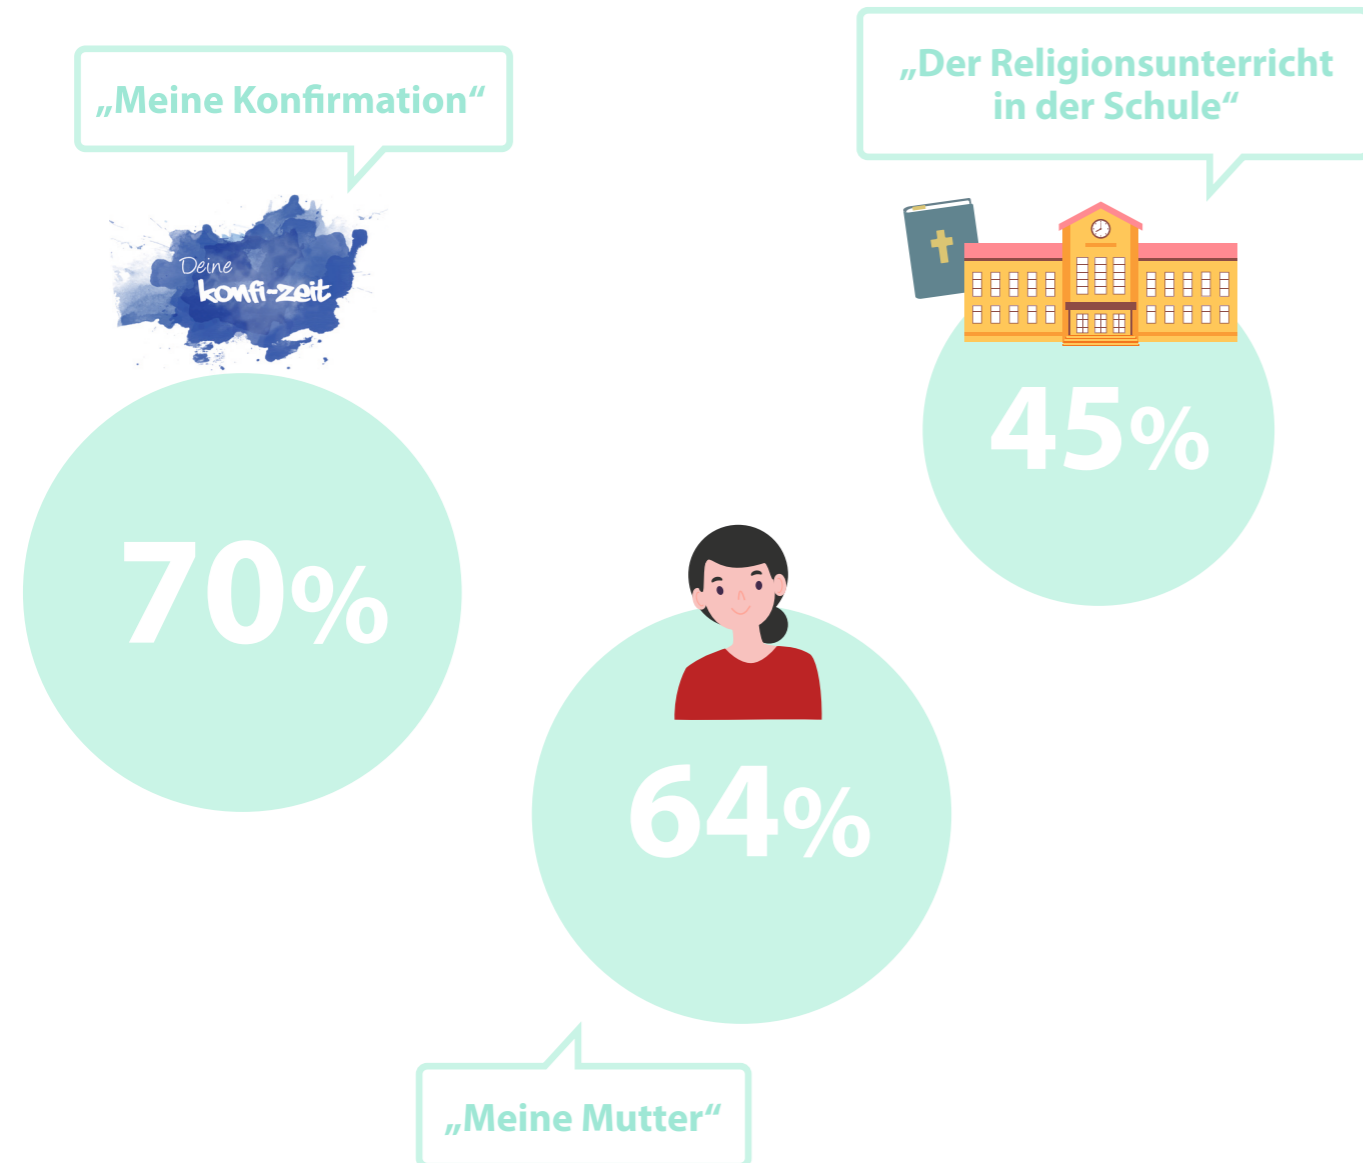 „Meine Konfirmation“
Deine
konfi-zeit
70%
„Der Religionsunterricht
in der Schule“
45%
64%
„Meine Mutter“